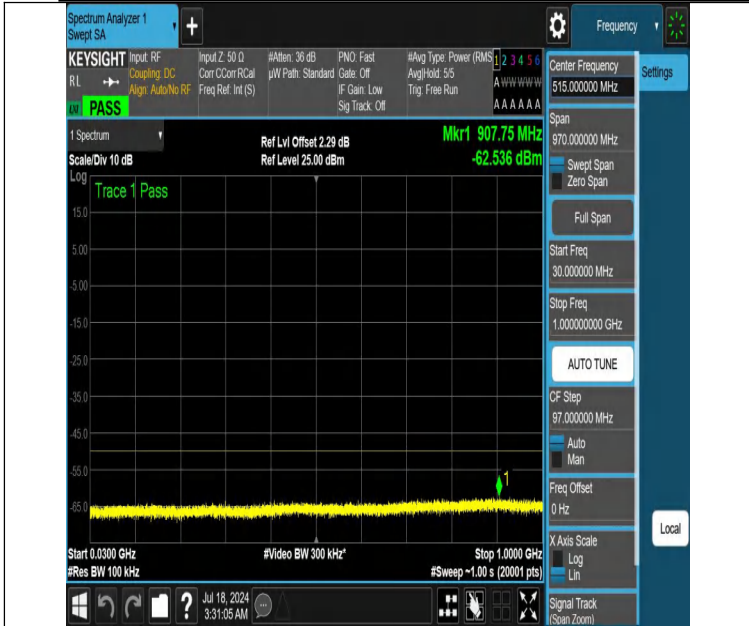 Spectrum Analyzer 1
Swept SA
Frequency
KEYSIGHT
RL
LXI
PASS
Input: RF
Coupling: DC
Align: Auto/No RF
Input Z: 50 Ω
Corr CCorr RCal
Freq Ref: Int (S)
#Atten: 36 dB
µW Path: Standard
PNO: Fast
Gate: Off
IF Gain: Low
Sig Track: Off
#Avg Type: Power (RMS
Avg|Hold: 5/5
Trig: Free Run
1 2 3 4 5 6
A W W W W W
A A A A A A
1 Spectrum
Scale/Div 10 dB
Ref Lvl Offset 2.29 dB
Ref Level 25.00 dBm
Mkr1 907.75 MHz
-62.536 dBm
Log
Trace 1 Pass
15.0
5.00
-5.00
-15.0
-25.0
-35.0
-45.0
-55.0
-65.0
1
Start 0.0300 GHz
#Res BW 100 kHz
#Video BW 300 kHz*
Stop 1.0000 GHz
#Sweep ~1.00 s (20001 pts)
Jul 18, 2024
3:31:05 AM
Center Frequency
515.000000 MHz
Settings
Span
970.000000 MHz
Swept Span
Zero Span
Full Span
Start Freq
30.000000 MHz
Stop Freq
1.000000000 GHz
AUTO TUNE
CF Step
97.000000 MHz
Auto
Man
Freq Offset
0 Hz
Local
X Axis Scale
Log
Lin
Signal Track
(Span Zoom)